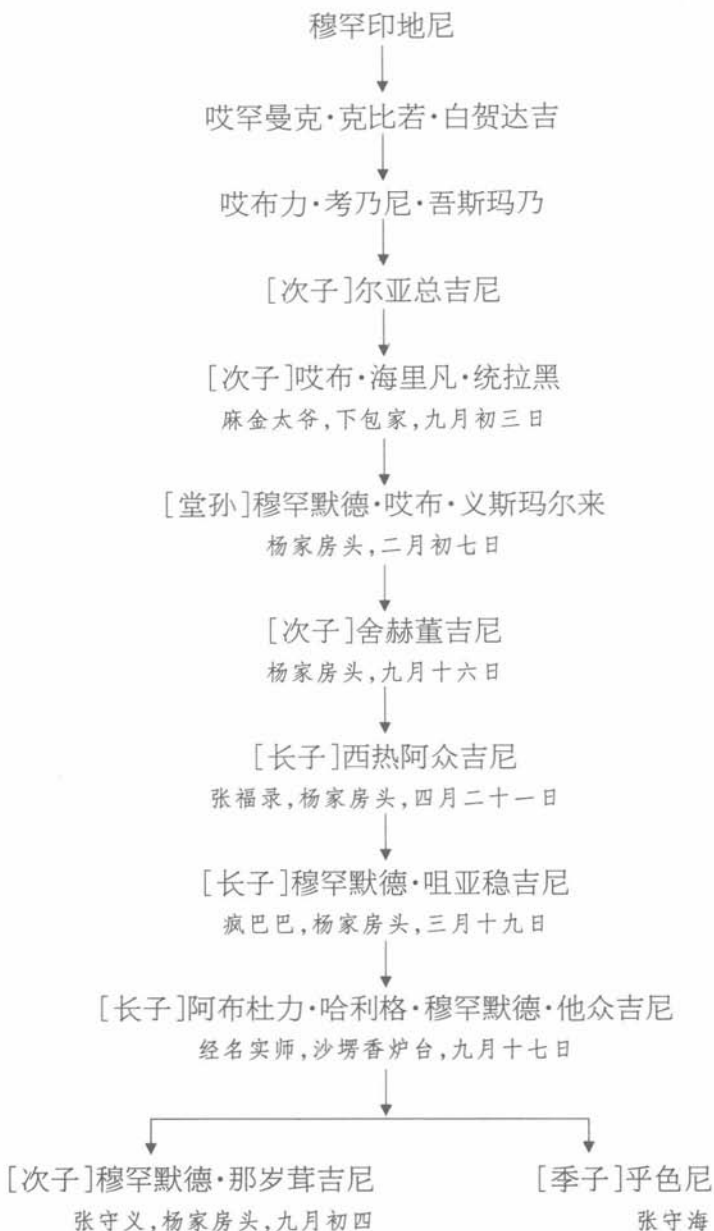 穆罕印地尼
哎罕曼克·克比若·白贺达吉
哎布力·考乃尼·吾斯玛乃
[次子]尔亚总吉尼
[次子]哎布·海里凡·统拉黑
麻金太爷,下包家,九月初三日
[堂孙]穆罕默德·哎布·义斯玛尔来
杨家房头,二月初七日
[次子]舍赫董吉尼
杨家房头,九月十六日
[长子]西热阿众吉尼
张福录,杨家房头,四月二十一日
[长子]穆罕默德·咀亚稳吉尼
疯巴巴,杨家房头,三月十九日
[长子]阿布杜力·哈利格·穆罕默德·他众吉尼
经名实师,沙塄香炉台,九月十七日
[次子]穆罕默德·那岁茸吉尼 [季子]乎色尼
张守义,杨家房头,九月初四 张守海